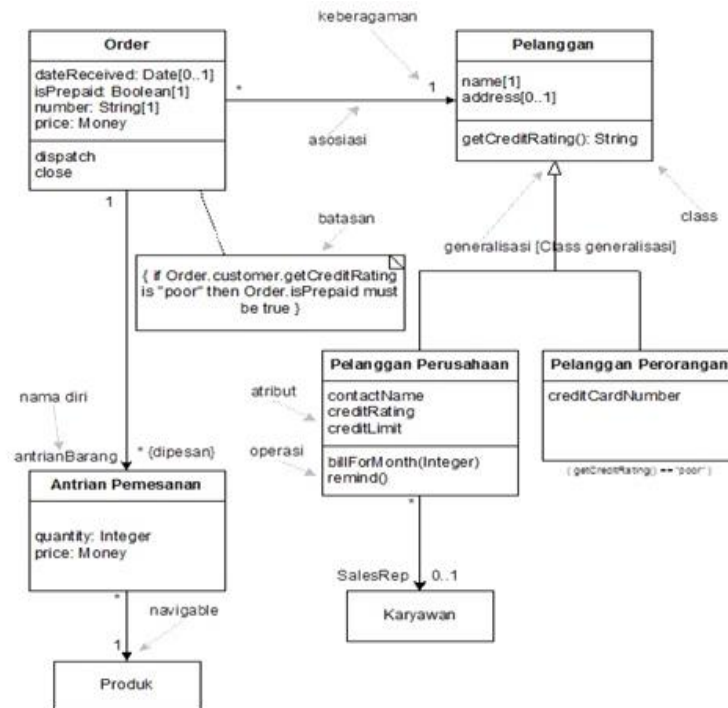 keberagaman
Order
dateReceived: Date[0..1]
isPrepaid: Boolean[1]
number: String[1]
price: Money
dispatch
close
*
1
asosiasi
Pelanggan
name[1]
address[0..1]
getCreditRating(): String
class
generalisasi [Class generalisasi]
1
batasan
{ if Order.customer.getCreditRating
is "poor" then Order.isPrepaid must
be true }
nama diri
antrianBarang
* {dipesan}
Antrian Pemesanan
quantity: Integer
price: Money
*
navigable
1
Produk
atribut
operasi
Pelanggan Perusahaan
contactName
creditRating
creditLimit
billForMonth(Integer)
remind()
*
SalesRep 0..1
Karyawan
Pelanggan Perorangan
creditCardNumber
{ getCreditRating() == "poor" }